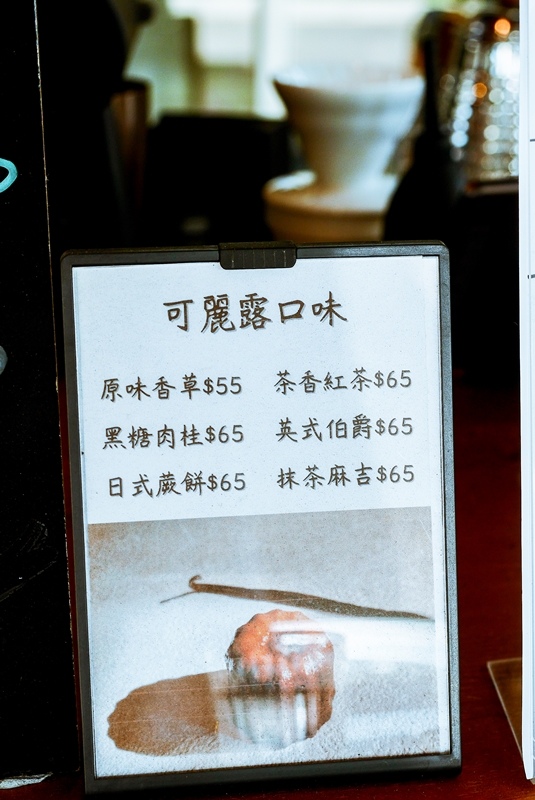 可麗露口味
原味香草$55 茶香紅茶$65
黑糖肉桂$65 英式伯爵$65
日式蕨餅$65 抹茶麻吉$65